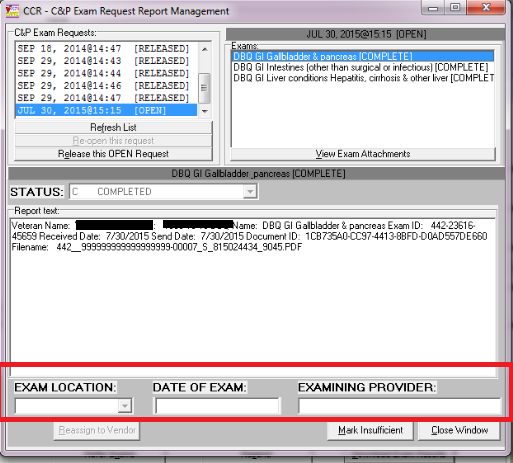 CCR - C&P Exam Request Report Management
C&P Exam Requests:
SEP 18, 2014@14:47 [RELEASED]
SEP 29, 2014@14:43 [RELEASED]
SEP 29, 2014@14:44 [RELEASED]
SEP 29, 2014@14:46 [RELEASED]
SEP 29, 2014@14:47 [RELEASED]
JUL 30, 2015@15:15 [OPEN]
Refresh List
Re-open this request
Release this OPEN Request
JUL 30, 2015@15:15 [OPEN]
Exams:
DBQ GI Gallbladder & pancreas [COMPLETE]
DBQ GI Intestines (other than surgical or infectious) [COMPLETE]
DBQ GI Liver conditions Hepatitis, cirrhosis & other liver [COMPLET
View Exam Attachments
DBQ GI Gallbladder_pancreas [COMPLETE]
STATUS: C COMPLETED
Report text:
Veteran Name: Name: DBQ GI Gallbladder & pancreas Exam ID: 442-23616-
45659 Received Date: 7/30/2015 Send Date: 7/30/2015 Document ID: 1CB735A0-CC97-4413-8BFD-D0AD557DE660
Filename: 442__9999999999999999999-00007_S_815024434_9045.PDF
EXAM LOCATION: DATE OF EXAM: EXAMINING PROVIDER:
Reassign to Vendor Mark Insufficient Close Window